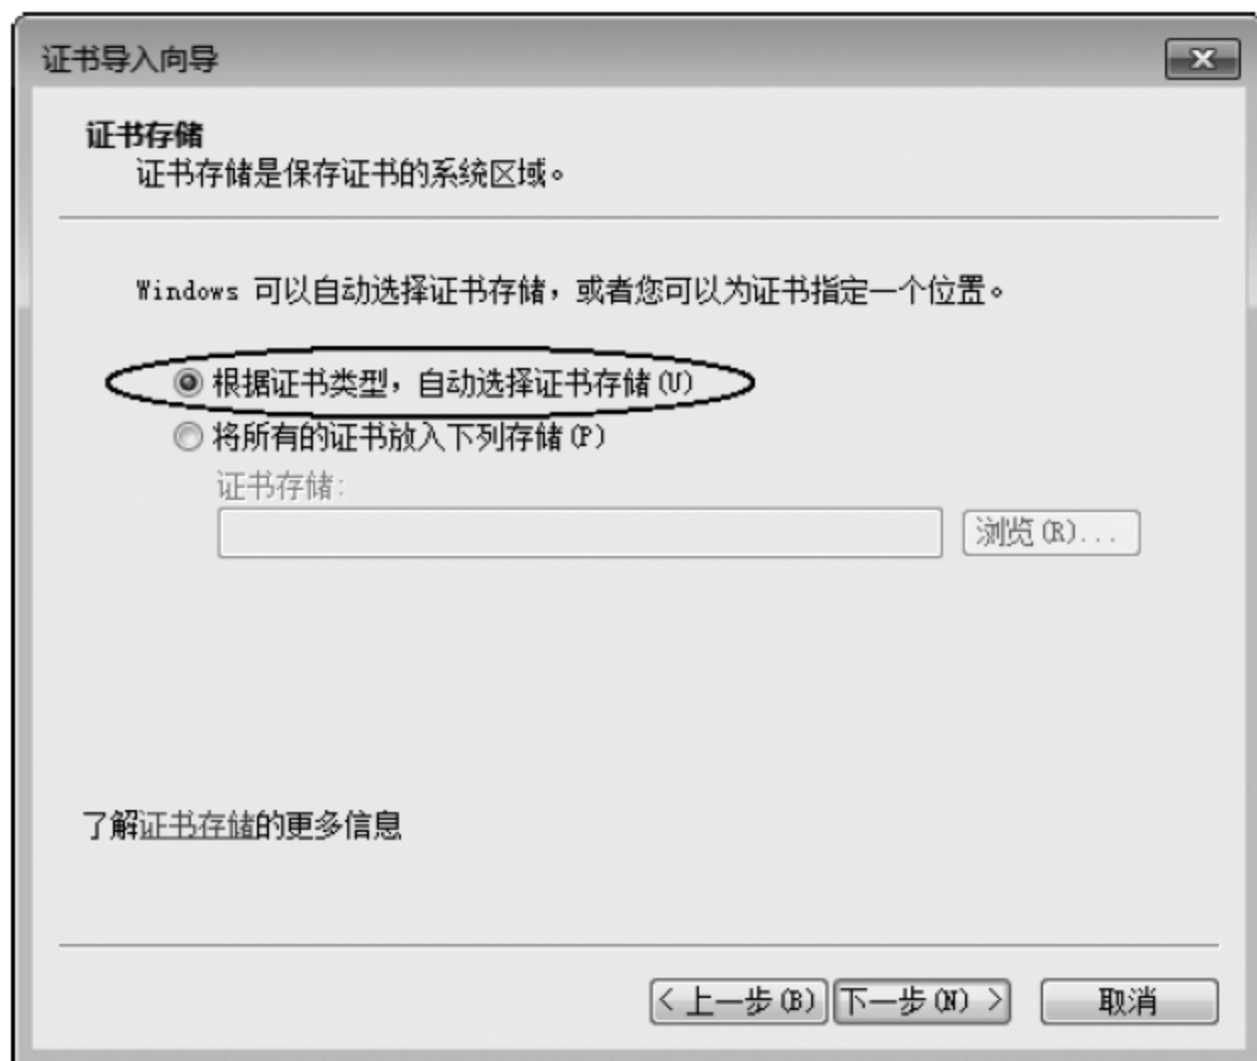 证书导入向导
证书存储
证书存储是保存证书的系统区域。
Windows 可以自动选择证书存储，或者您可以为证书指定一个位置。
根据证书类型，自动选择证书存储(U)
将所有的证书放入下列存储(P)
证书存储:
浏览(R)...
了解证书存储的更多信息
< 上一步(B) 下一步(N) > 取消